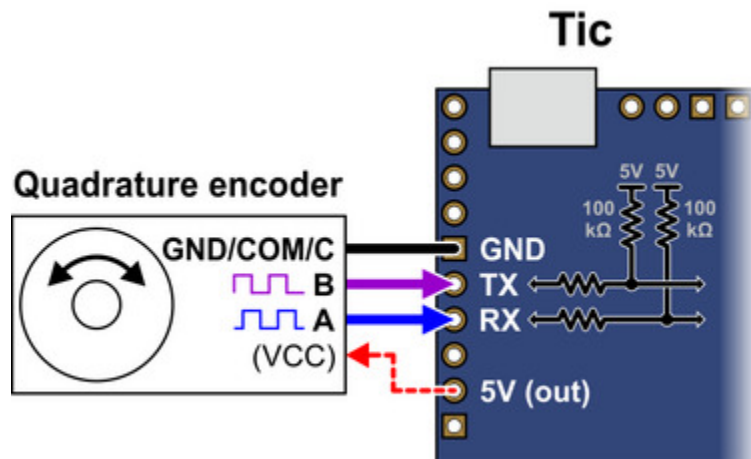 Tic
Quadrature encoder
5V 5V
100 kΩ
100 kΩ
GND/COM/C
GND
B
TX
A
RX
(VCC)
5V (out)